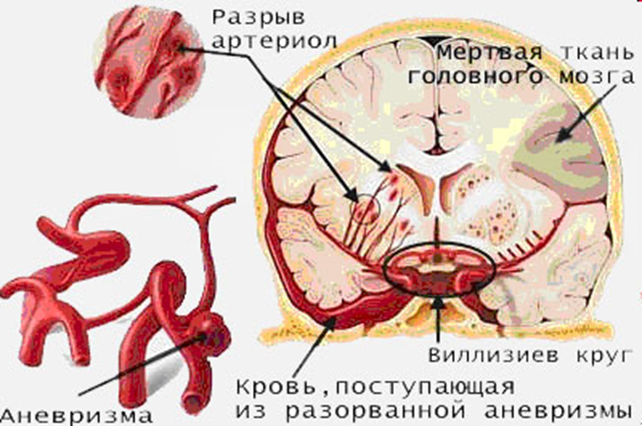 Разрыв
артериол
Мертвая ткань
головного мозга
Виллизиев круг
Кровь,поступающая
из разорванной аневризмы
Аневризма